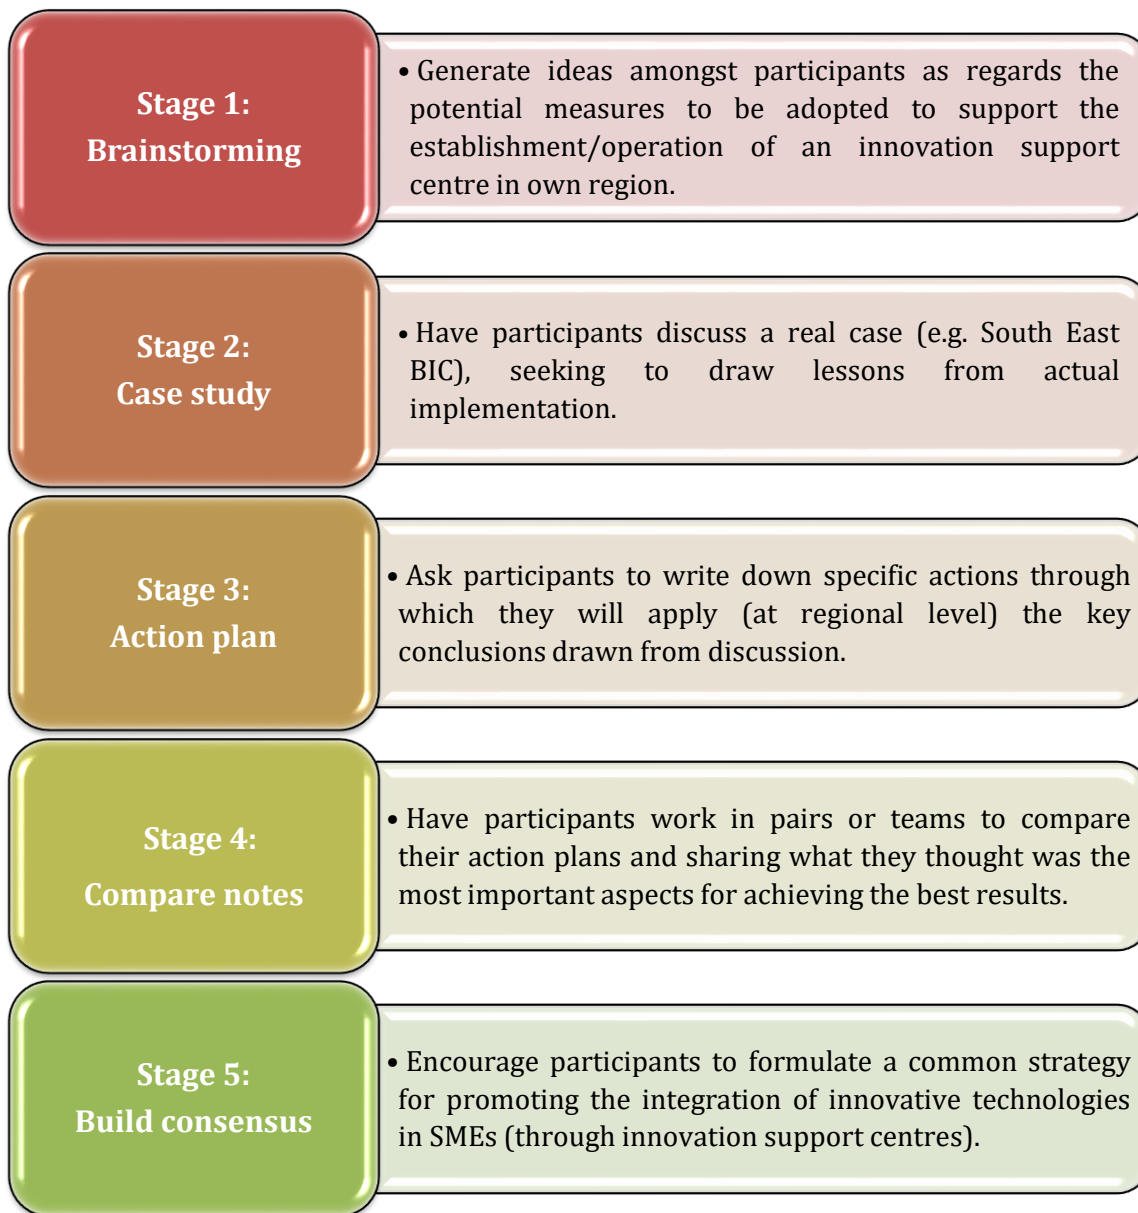 Stage 1:
Brainstorming
• Generate ideas amongst participants as regards the
potential measures to be adopted to support the
establishment/operation of an innovation support
centre in own region.
Stage 2:
Case study
• Have participants discuss a real case (e.g. South East
BIC), seeking to draw lessons from actual
implementation.
Stage 3:
Action plan
• Ask participants to write down specific actions through
which they will apply (at regional level) the key
conclusions drawn from discussion.
Stage 4:
Compare notes
• Have participants work in pairs or teams to compare
their action plans and sharing what they thought was the
most important aspects for achieving the best results.
Stage 5:
Build consensus
• Encourage participants to formulate a common strategy
for promoting the integration of innovative technologies
in SMEs (through innovation support centres).